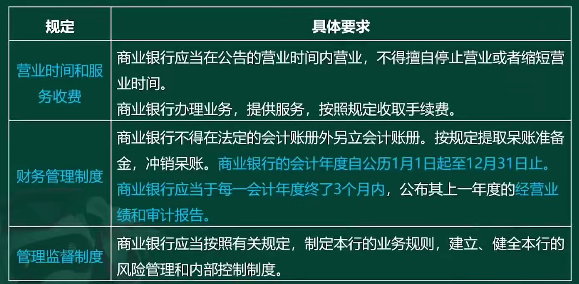 规定
具体要求
营业时间和服
务收费
商业银行应当在公告的营业时间内营业，不得擅自停止营业或者缩短营
业时间。
商业银行办理业务，提供服务，按照规定收取手续费。
财务管理制度
商业银行不得在法定的会计账册外另立会计账册。按规定提取呆账准备
金，冲销呆账。商业银行的会计年度自公历1月1日起至12月31日止。
商业银行应当于每一会计年度终了3个月内，公布其上一年度的经营业
绩和审计报告。
管理监督制度
商业银行应当按照有关规定，制定本行的业务规则，建立、健全本行的
风险管理和内部控制制度。